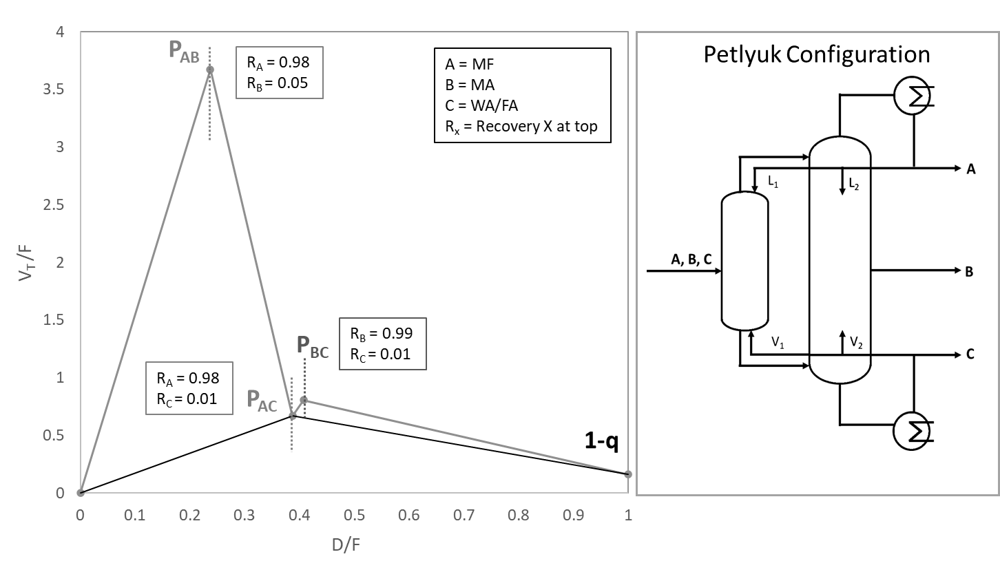 4
3.5
3
2.5
2
1.5
1
0.5
0
V_T /F
0 0.1 0.2 0.3 0.4 0.5 0.6 0.7 0.8 0.9 1
D/F
P_AB
R_A = 0.98
R_B = 0.05
A = MF
B = MA
C = WA/FA
R_x = Recovery X at top
P_BC
R_B = 0.99
R_C = 0.01
R_A = 0.98
R_C = 0.01
P_AC
1-q
Petlyuk Configuration
A
L_1
L_2
A, B, C
B
V_1
V_2
C